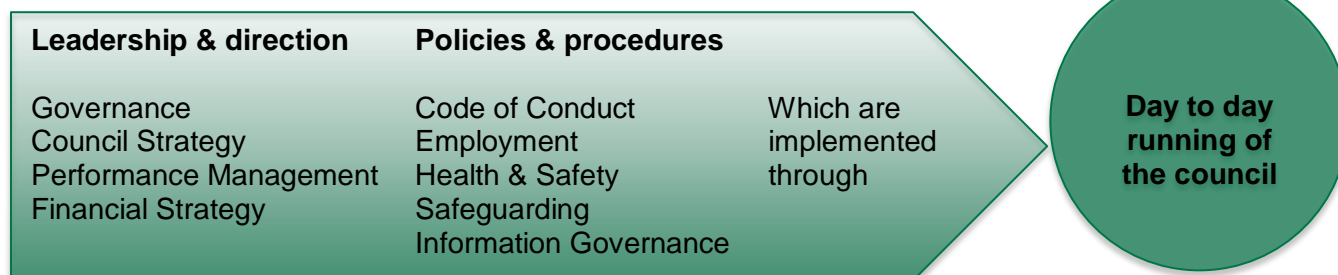 Leadership & direction
Governance
Council Strategy
Performance Management
Financial Strategy
Policies & procedures
Code of Conduct
Employment
Health & Safety
Safeguarding
Information Governance
Which are
implemented
through
Day to day
running of
the council